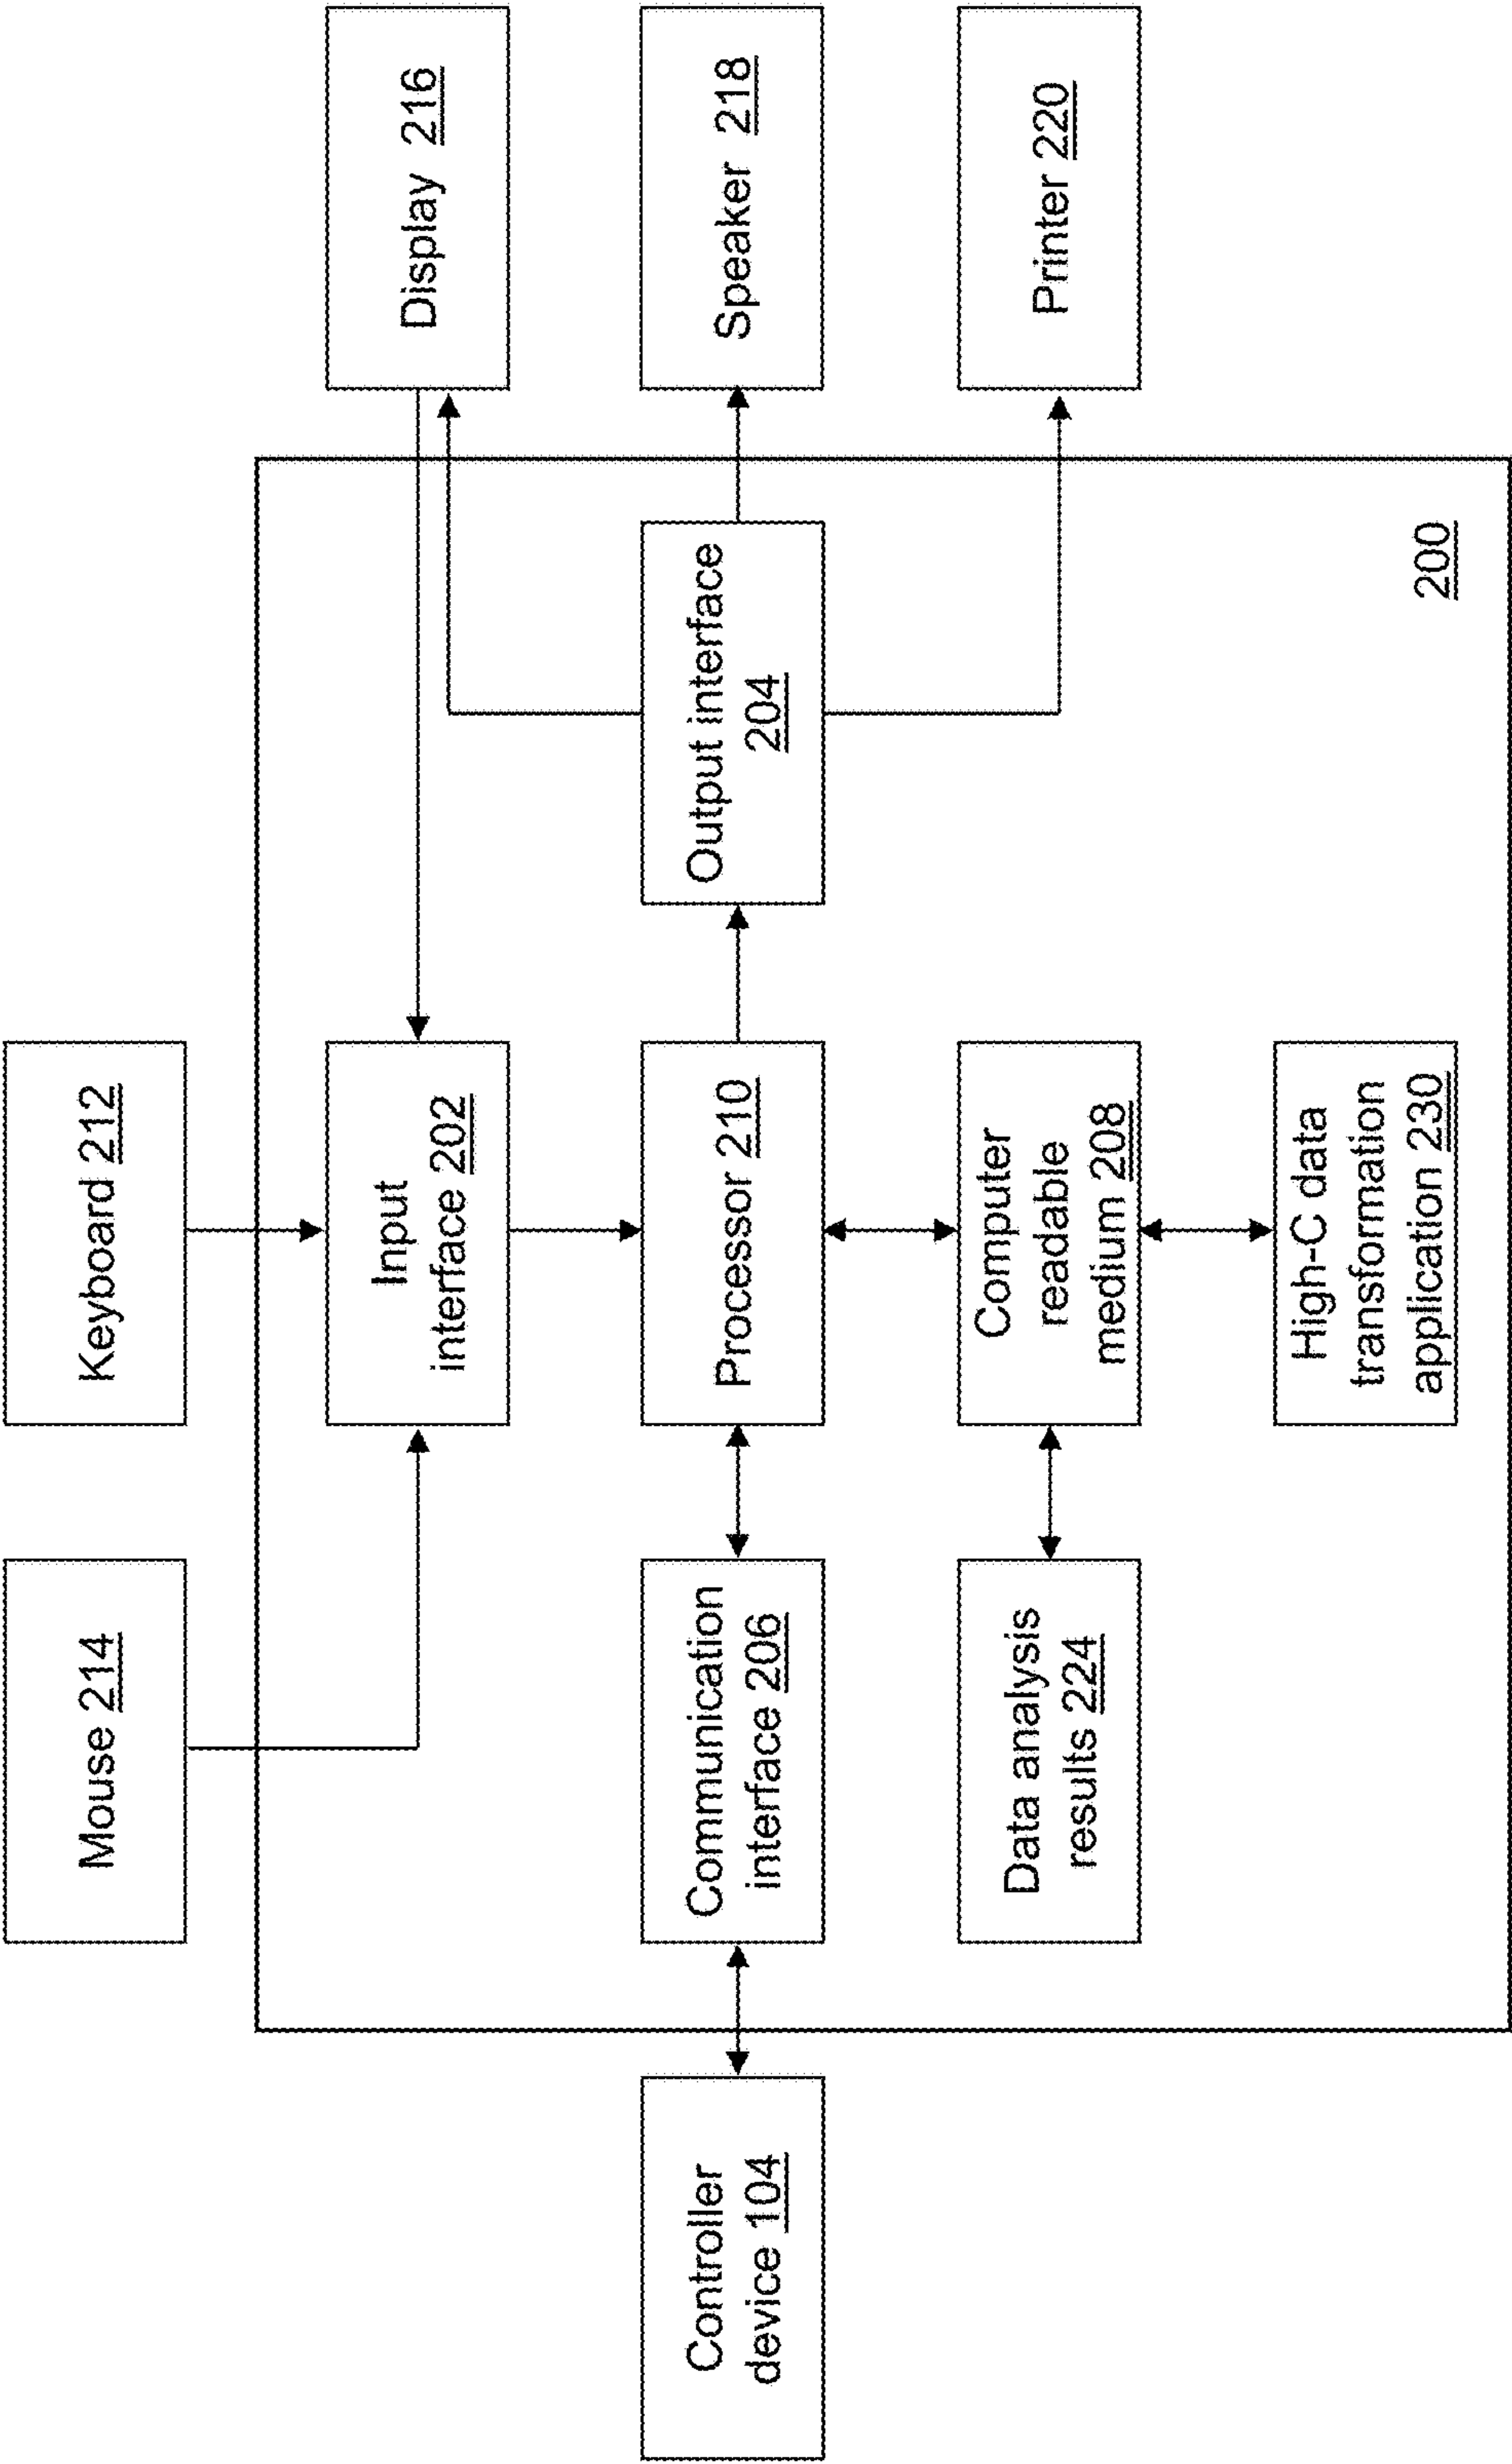 Mouse 214
Keyboard 212
Input
interface 202
Display 216
Controller
device 104
Communication
interface 206
Processor 210
Output interface
204
Speaker 218
Data analysis
results 224
Computer
readable
medium 208
Printer 220
High-C data
transformation
application 230
200